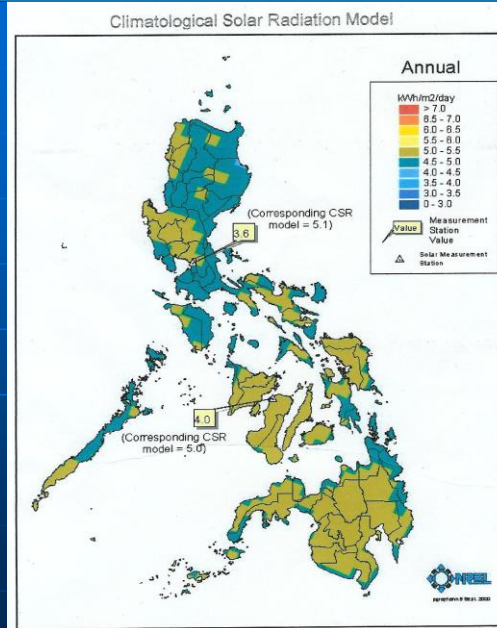 Climatological Solar Radiation Model
Annual
kWh/m2/day
> 7.0
6.5 - 7.0
6.0 - 6.5
5.5 - 6.0
5.0 - 5.5
4.5 - 5.0
4.0 - 4.5
3.5 - 4.0
3.0 - 3.5
0 - 3.0
Value
Measurement
Station
Value
Solar Measurement
Station
(Corresponding CSR
model = 5.1)
3.6
4.0
(Corresponding CSR
model = 5.0)
NREL